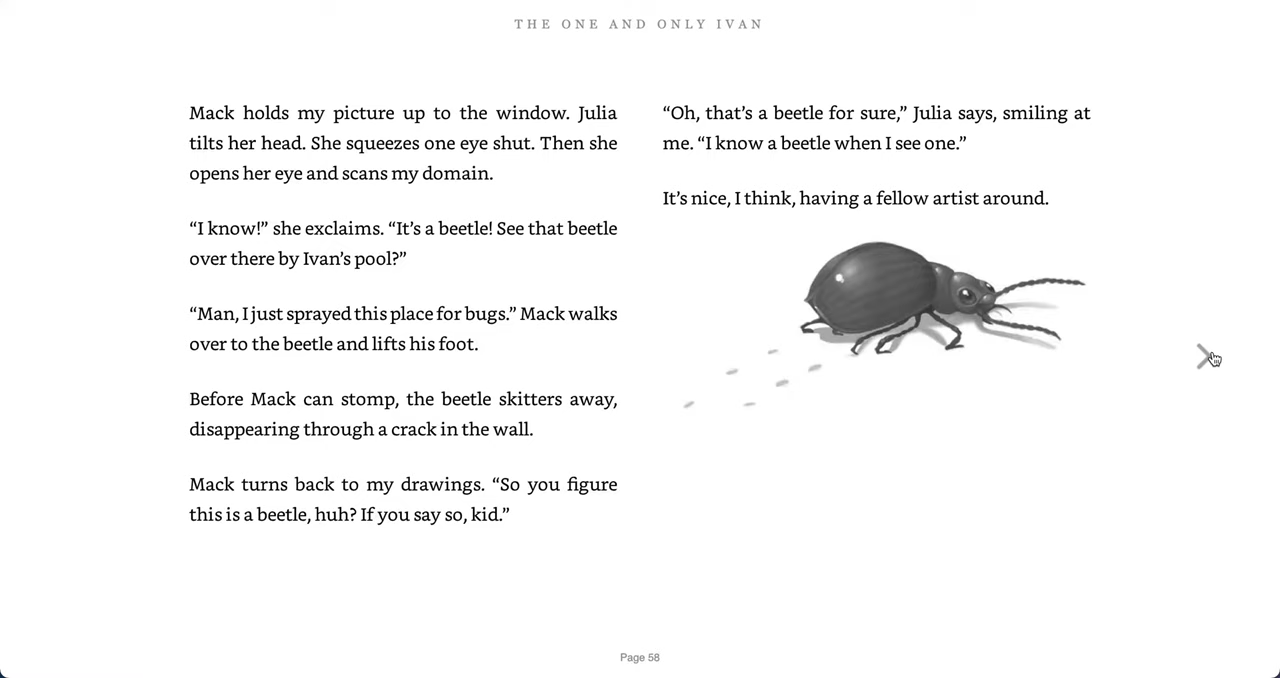 THE ONE AND ONLY IVAN
Mack holds my picture up to the window. Julia
tilts her head. She squeezes one eye shut. Then she
opens her eye and scans my domain.
“I know!” she exclaims. “It’s a beetle! See that beetle
over there by Ivan’s pool?”
“Man, I just sprayed this place for bugs.” Mack walks
over to the beetle and lifts his foot.
Before Mack can stomp, the beetle skitters away,
disappearing through a crack in the wall.
Mack turns back to my drawings. “So you figure
this is a beetle, huh? If you say so, kid.”
“Oh, that’s a beetle for sure,” Julia says, smiling at
me. “I know a beetle when I see one.”
It’s nice, I think, having a fellow artist around.
Page 58